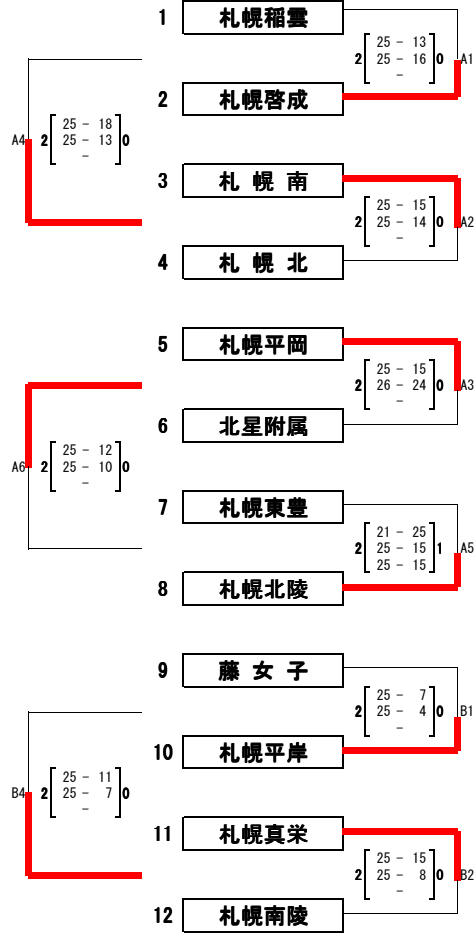 1 札幌稲雲
25 - 13
2 25 - 16 0 A1
-
2 札幌啓成
25 - 18
A4 2 25 - 13 0
-
3 札幌南
25 - 15
2 25 - 14 0 A2
-
4 札幌北
5 札幌平岡
25 - 15
2 26 - 24 0 A3
-
6 北星附属
25 - 12
A6 2 25 - 10 0
-
7 札幌東豊
21 - 25
2 25 - 15 1 A5
25 - 15
8 札幌北陵
9 藤女子
25 - 7
2 25 - 4 0 B1
-
10 札幌平岸
25 - 11
B4 2 25 - 7 0
-
11 札幌真栄
25 - 15
2 25 - 8 0 B2
-
12 札幌南陵